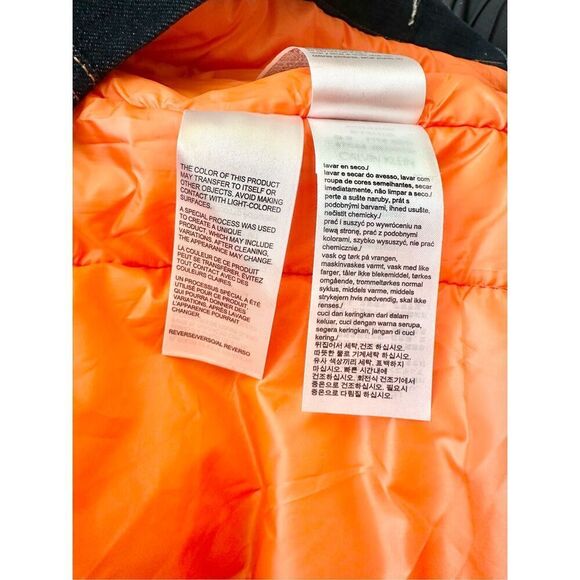 THE COLOR OF THIS PRODUCT
MAY TRANSFER TO ITSELF OR
OTHER OBJECTS. AVOID MAKING
CONTACT WITH LIGHT-COLORED
SURFACES.
A SPECIAL PROCESS WAS USED
TO CREATE A UNIQUE
PRODUCT, WHICH MAY INCLUDE
VARIATIONS. AFTER CLEANING,
THE APPEARANCE MAY CHANGE.
LA COULEUR DE CE PRODUIT
PEUT SE TRANSFÉRER, ÉVITEZ
TOUT CONTACT AVEC DES
COULEURS CLAIRES.
UN PROCESSUS SPÉCIAL A ÉTÉ
UTILISÉ POUR CE PRODUIT ET
QUI POURRA DONNER DES
VARIATIONS, APRÈS LAVAGE
L'APPARENCE POURRAIT
CHANGER.
REVERSE/VERSO/AL REVERSO
lavar en seco./
lavar e secar do avesso, lavar com
roupa de cores semelhantes, secar
imediatamente, não limpar a seco./
perte a sušte naruby, prát s
podobnými barvami, ihned usušte,
nečistit chemicky./
prać i suszyć po wywróceniu na
lewą stronę, prać z podobnymi
kolorami, szybko wysuszyć, nie prać
chemicznie./
vask og tørk på vrangen,
maskinvaskes varmt, vask med like
farger, tåler ikke blekemiddel, tørkes
omgående, trommeltørkes normalt
syklus, middels varme, middels
strykejern hvis nødvendig, skal ikke
henses./
cuci dan keringkan dari dalam
keluar, cuci dengan warna serupa,
segera keringkan, jangan di cuci
kering./
뒤집어서 세탁,건조 하십시오.
따뜻한 물로 기계세탁 하십시오.
유사 색상끼리 세탁, 표백하지
마십시오. 빠른 시간내에
건조하십시오, 회전식 건조기에서
중온으로 건조하십시오, 필요시
중온으로 다림질 하십시오.